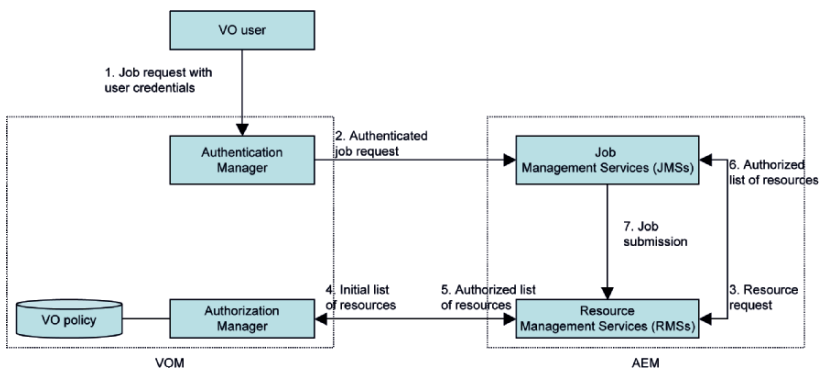 VO user
1. Job request with
user credentials
Authentication
Manager
2. Authenticated
job request
Job
Management Services (JMSs)
6. Authorized
list of resources
7. Job
submission
3. Resource
request
4. Initial list
of resources
5. Authorized list
of resources
VO policy
Authorization
Manager
Resource
Management Services (RMSs)
VOM
AEM